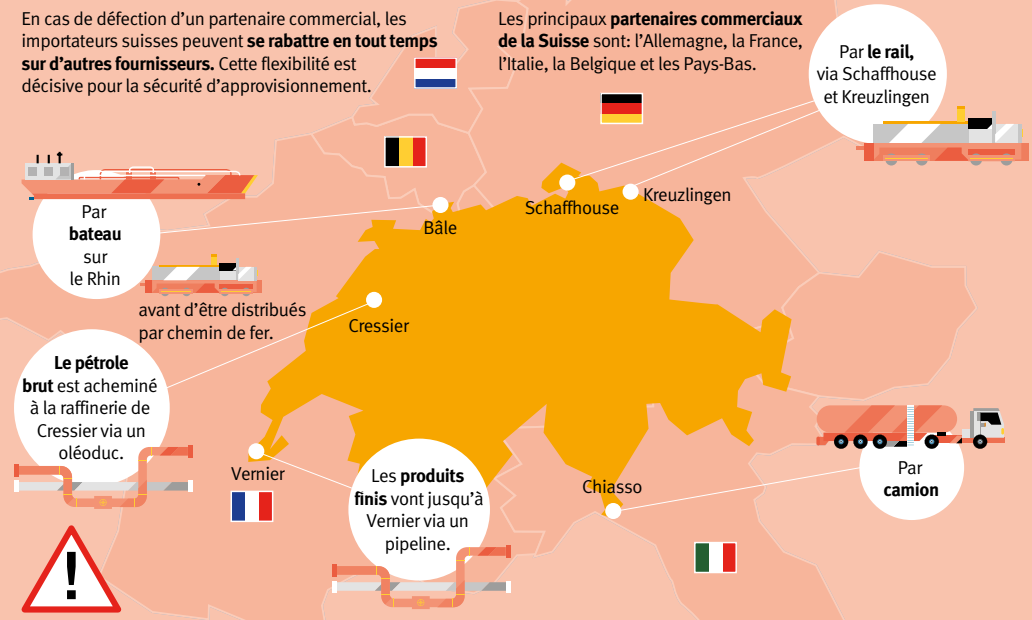 En cas de défection d’un partenaire commercial, les
importateurs suisses peuvent se rabattre en tout temps
sur d’autres fournisseurs. Cette flexibilité est
décisive pour la sécurité d’approvisionnement.
Les principaux partenaires commerciaux
de la Suisse sont: l’Allemagne, la France,
l’Italie, la Belgique et les Pays-Bas.
Par le rail,
via Schaffhouse
et Kreuzlingen
Kreuzlingen
Schaffhouse
Bâle
Par
bateau
sur
le Rhin
avant d’être distribués
par chemin de fer.
Cressier
Le pétrole
brut est acheminé
à la raffinerie de
Cressier via un
oléoduc.
Vernier
Les produits
finis vont jusqu’à
Vernier via un
pipeline.
Chiasso
Par
camion
!